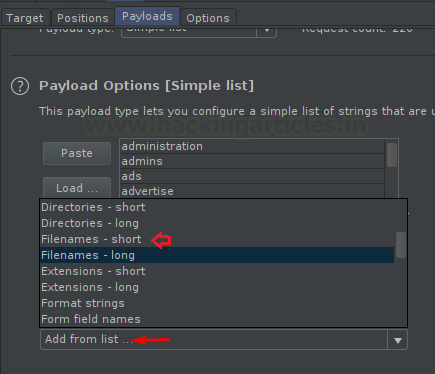 Target Positions Payloads Options
Payload type: Simple list Request count: 220
? Payload Options [Simple list]
This payload type lets you configure a simple list of strings that are u
www.hackingarticles.in
Paste
administration
admins
ads
Load ...
advertise
Directories - short
Directories - long
Filenames - short
Filenames - long
Extensions - short
Extensions - long
Format strings
Form field names
Add from list ...